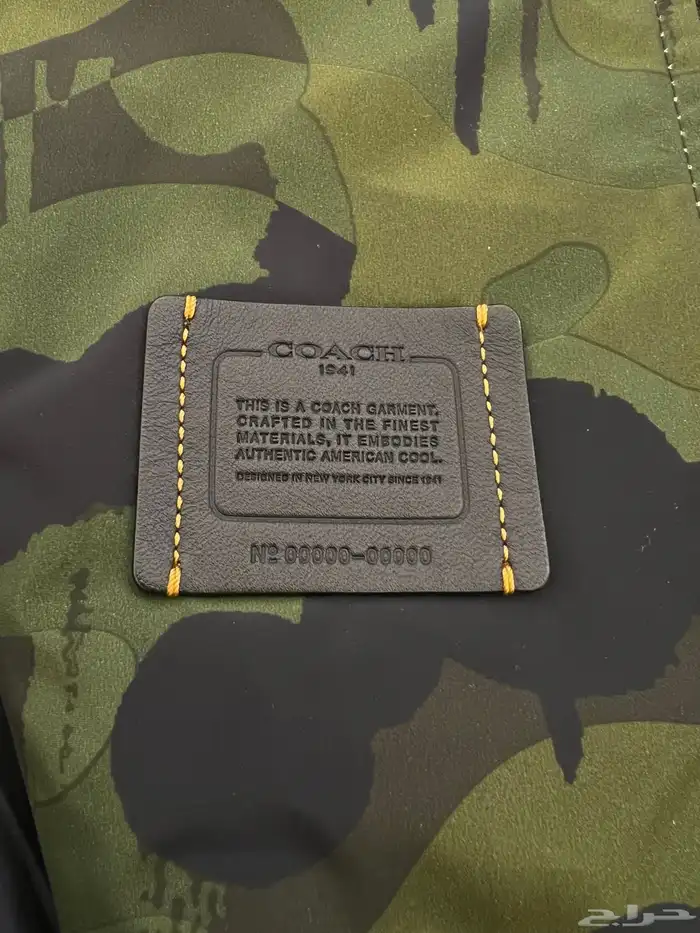 COACH
1941
THIS IS A COACH GARMENT.
CRAFTED IN THE FINEST
MATERIALS, IT EMBODIES
AUTHENTIC AMERICAN COOL.
DESIGNED IN NEW YORK CITY SINCE 1941
Nº 00000-00000
حراج